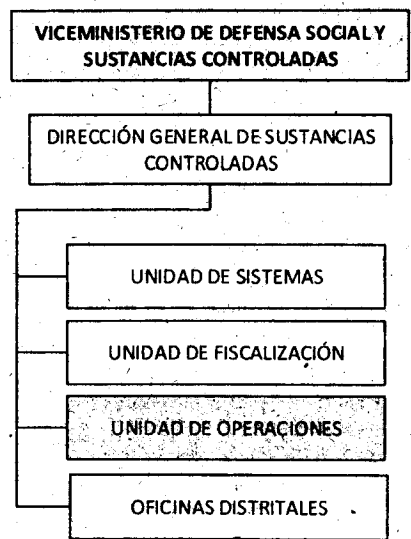 VICEMINISTERIO DE DEFENSA SOCIAL Y
SUSTANCIAS CONTROLADAS
DIRECCIÓN GENERAL DE SUSTANCIAS
CONTROLADAS
UNIDAD DE SISTEMAS
UNIDAD DE FISCALIZACIÓN
UNIDAD DE OPERACIONES
OFICINAS DISTRITALES